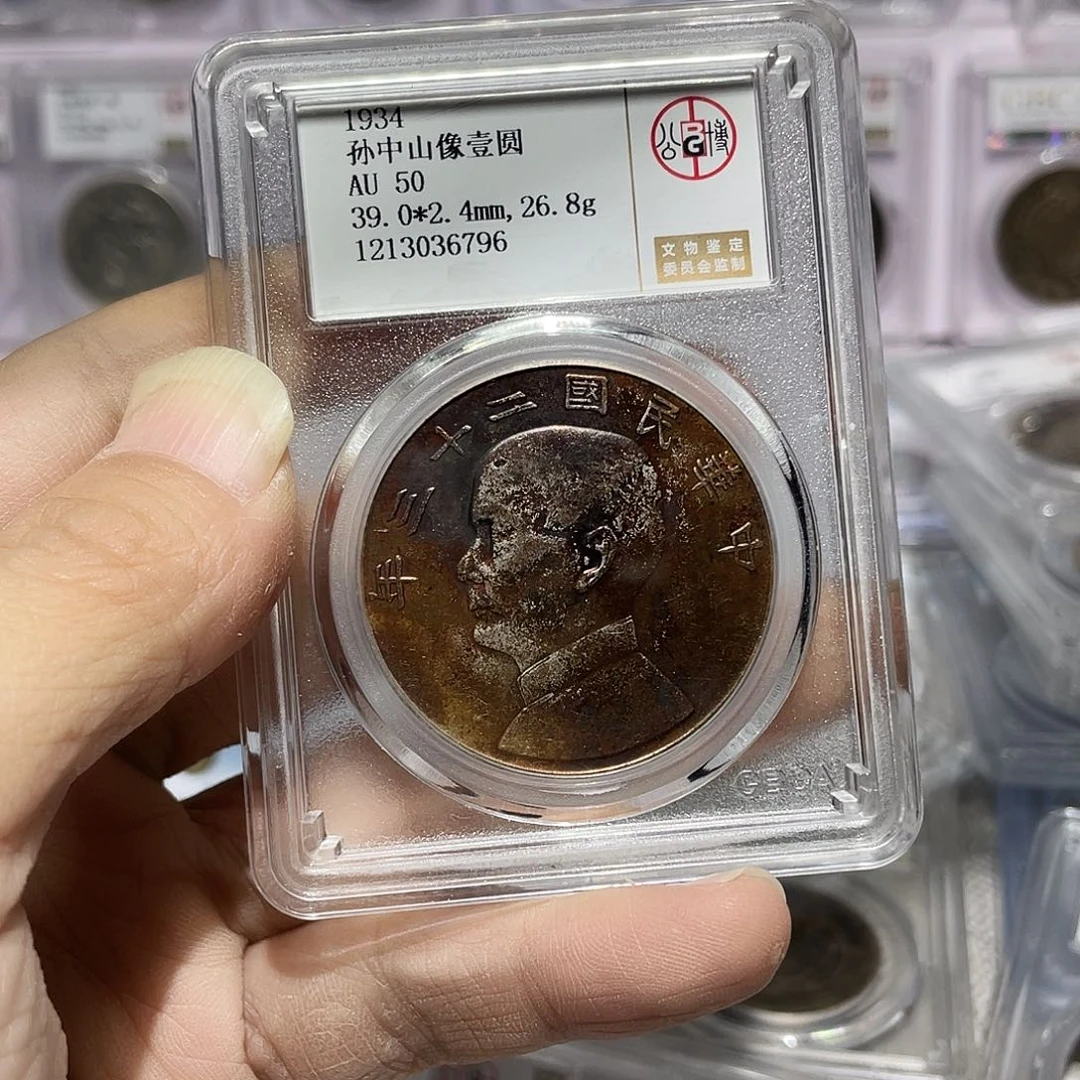 1934
孙中山像壹圆
AU 50
39.0*2.4mm,26.8g
1213036796
公博
PG
文物鉴定
委员会监制
中華民國二十三年